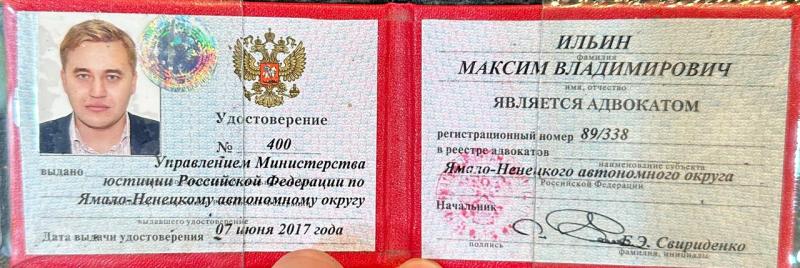 Удостоверение
№ 400
выдано Управлением Министерства
юстиции Российской Федерации по
Ямало-Ненецкому автономному округу
выдавшего удостоверение
Дата выдачи удостоверения 07 июня 2017 года
ИЛЬИН
фамилия
МАКСИМ ВЛАДИМИРОВИЧ
имя, отчество
ЯВЛЯЕТСЯ АДВОКАТОМ
регистрационный номер 89/338
в реестре адвокатов
наименование субъекта
Ямало-Ненецкого автономного округа
Российской Федерации
Начальник
Б.Э. Свириденко
подпись фамилия, инициалы